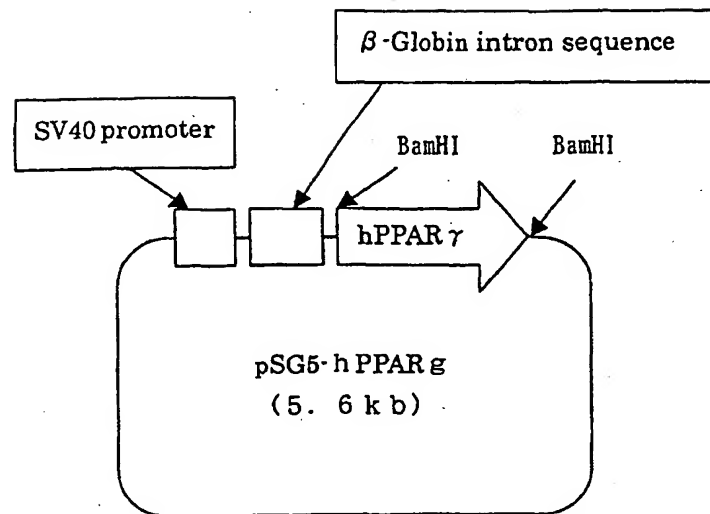 β-Globin intron sequence
SV40 promoter
BamHI
BamHI
hPPARγ
pSG5-hPPARg
(5. 6kb)